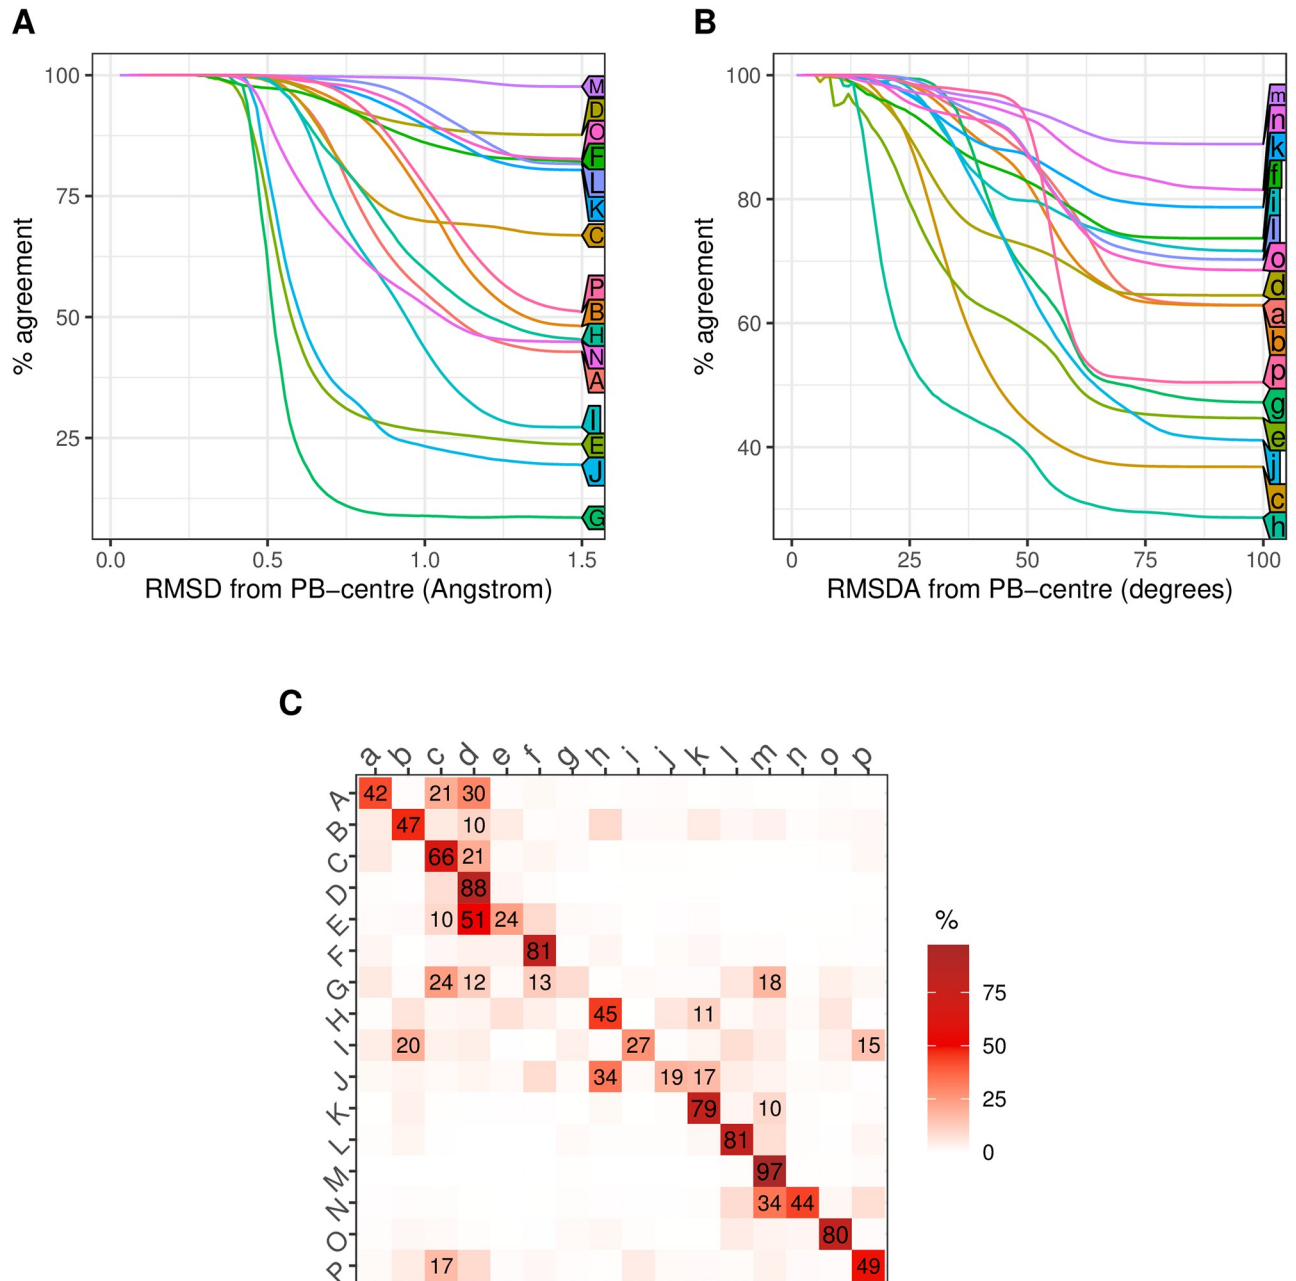 A
B
100
75
50
25
% agreement
M
D
O
F
L
K
C
P
B
H
N
A
I
E
J
G
0.0 0.5 1.0 1.5
RMSD from PB−centre (Angstrom)
100
80
60
40
% agreement
m
n
k
f
i
l
o
d
a
b
p
g
e
j
c
h
0 25 50 75 100
RMSDA from PB−centre (degrees)
C
a b c d e f g h i j k l m n o p
A 42 21 30
B 47 10
C 66 21
D 88
E 10 51 24
F 81
G 24 12 13 18
H 45 11
I 20 27 15
J 34 19 17
K 79 10
L 81
M 97
N 34 44
O 80
P 17 49
%
75
50
25
0